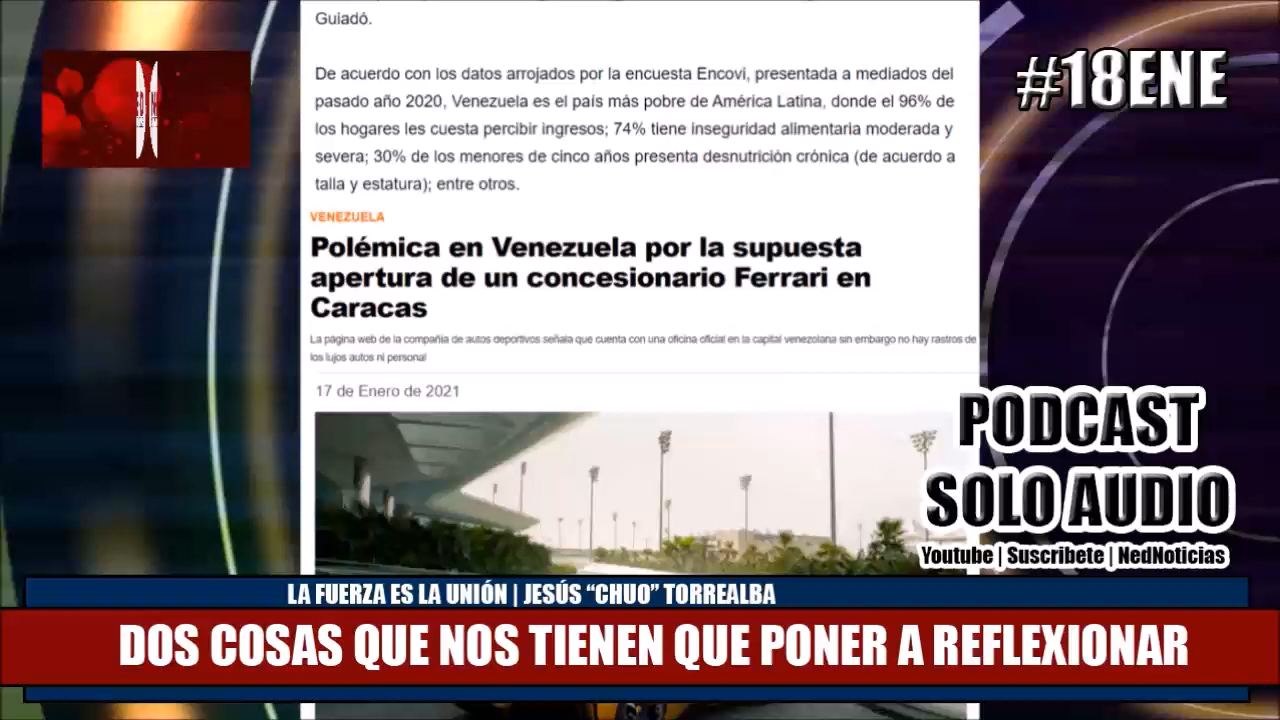 Guiadó.
De acuerdo con los datos arrojados por la encuesta Encovi, presentada a mediados del
pasado año 2020, Venezuela es el país más pobre de América Latina, donde el 96% de
los hogares les cuesta percibir ingresos; 74% tiene inseguridad alimentaria moderada y
severa; 30% de los menores de cinco años presenta desnutrición crónica (de acuerdo a
talla y estatura); entre otros.
VENEZUELA
Polémica en Venezuela por la supuesta
apertura de un concesionario Ferrari en
Caracas
La página web de la compañía de autos deportivos señala que cuenta con una oficina oficial en la capital venezolana sin embargo no hay rastros de
los lujos autos ni personal
17 de Enero de 2021
#18ENE
PODCAST
SOLO AUDIO
Youtube | Suscribete | NedNoticias
LA FUERZA ES LA UNIÓN | JESÚS “CHUO” TORREALBA
DOS COSAS QUE NOS TIENEN QUE PONER A REFLEXIONAR